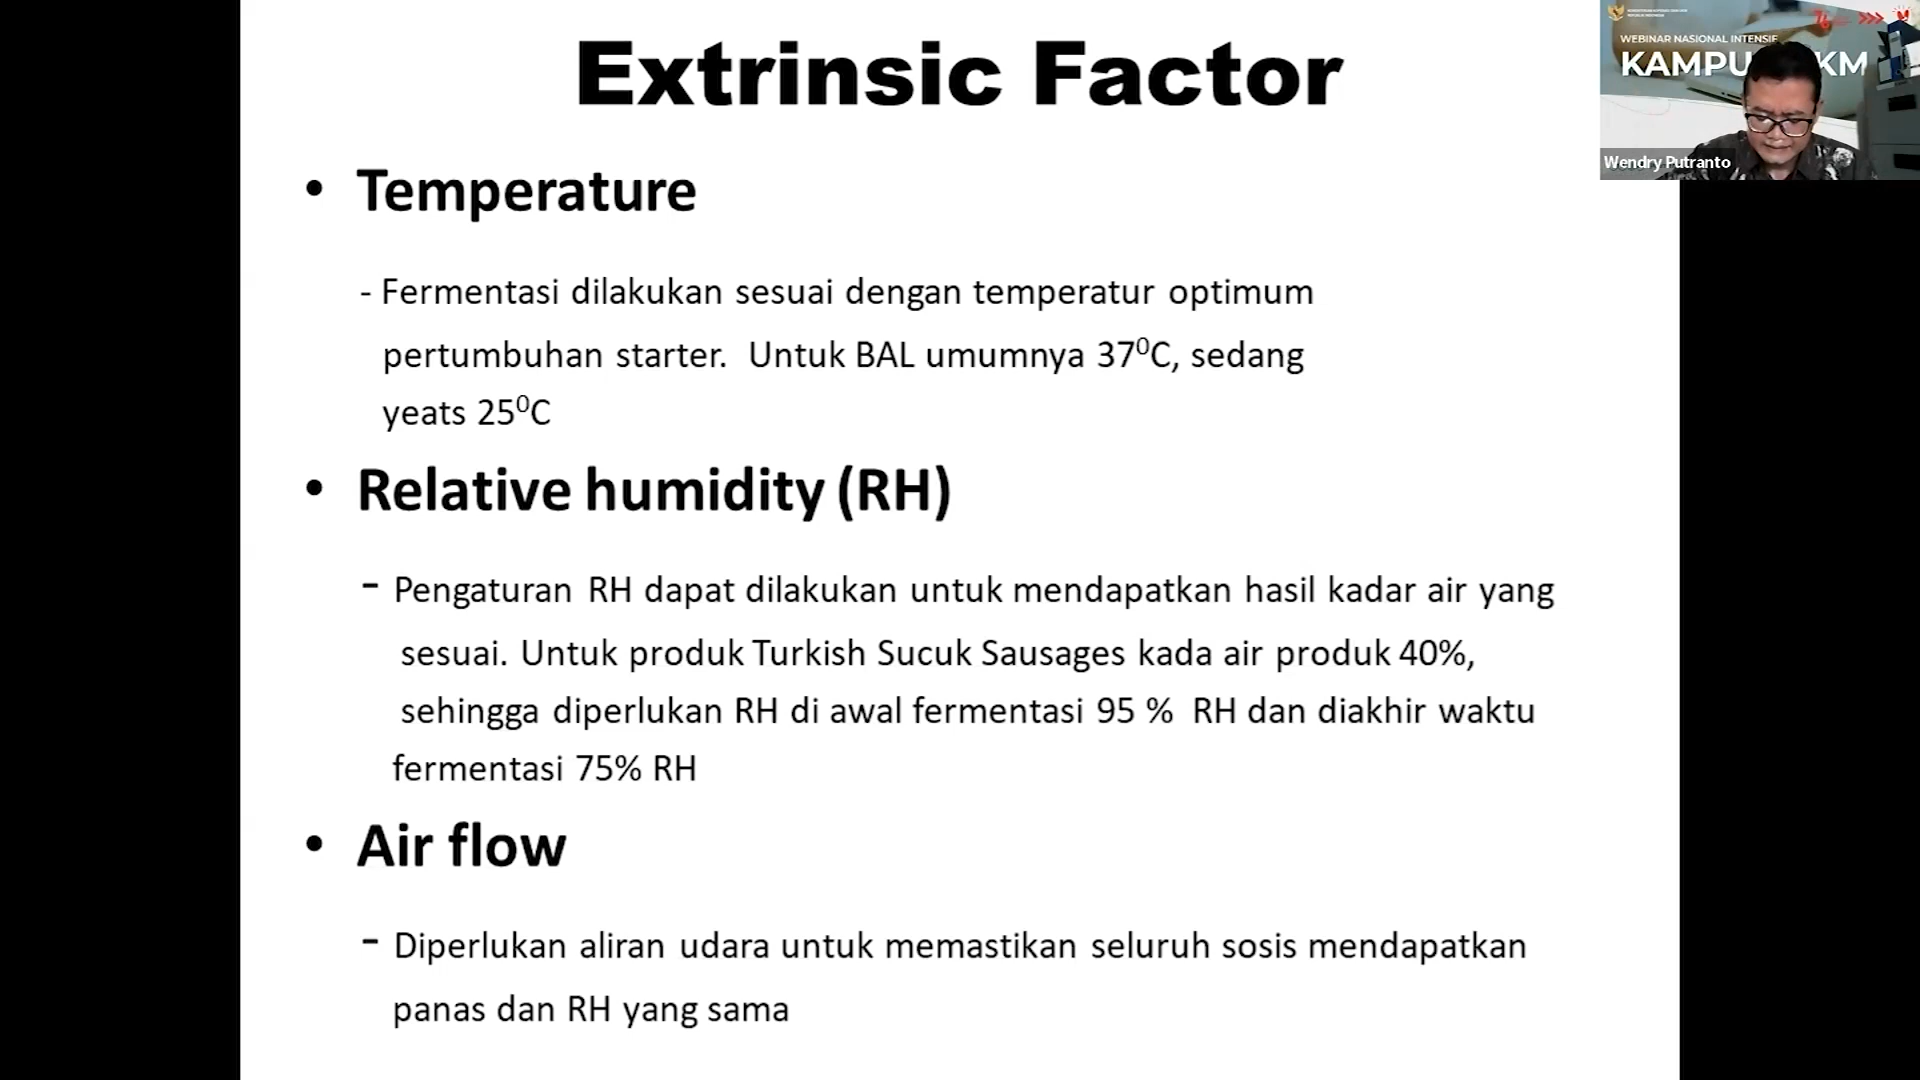 Extrinsic Factor
• Temperature
- Fermentasi dilakukan sesuai dengan temperatur optimum
pertumbuhan starter. Untuk BAL umumnya 37⁰C, sedang
yeats 25⁰C
• Relative humidity (RH)
- Pengaturan RH dapat dilakukan untuk mendapatkan hasil kadar air yang
sesuai. Untuk produk Turkish Sucuk Sausages kada air produk 40%,
sehingga diperlukan RH di awal fermentasi 95 % RH dan diakhir waktu
fermentasi 75% RH
• Air flow
- Diperlukan aliran udara untuk memastikan seluruh sosis mendapatkan
panas dan RH yang sama
WEBINAR NASIONAL INTENSIF
KAMPU KM
Wendry Putranto